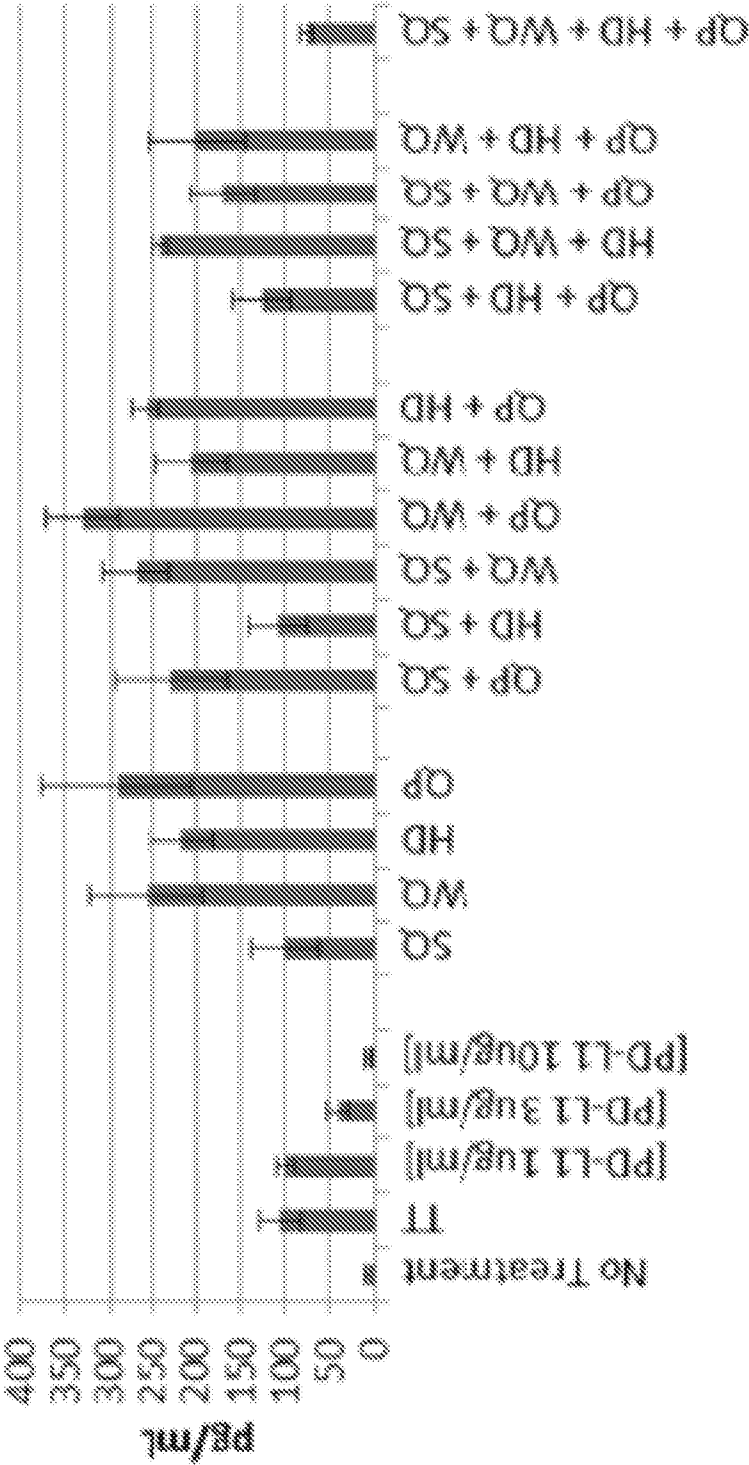 pg/mL
400
350
300
250
200
150
100
50
0
No Treatment
TT
[PD-L1 1ug/ml]
[PD-L1 3ug/ml]
[PD-L1 10ug/ml]
SQ
WQ
HD
QP
QP + SQ
HD + SQ
WQ + SQ
QP + WQ
HD + WQ
QP + HD
QP + HD + SQ
HD + WQ + SQ
QP + WQ + SQ
QP + HD + WQ
QP + HD + WQ + SQ